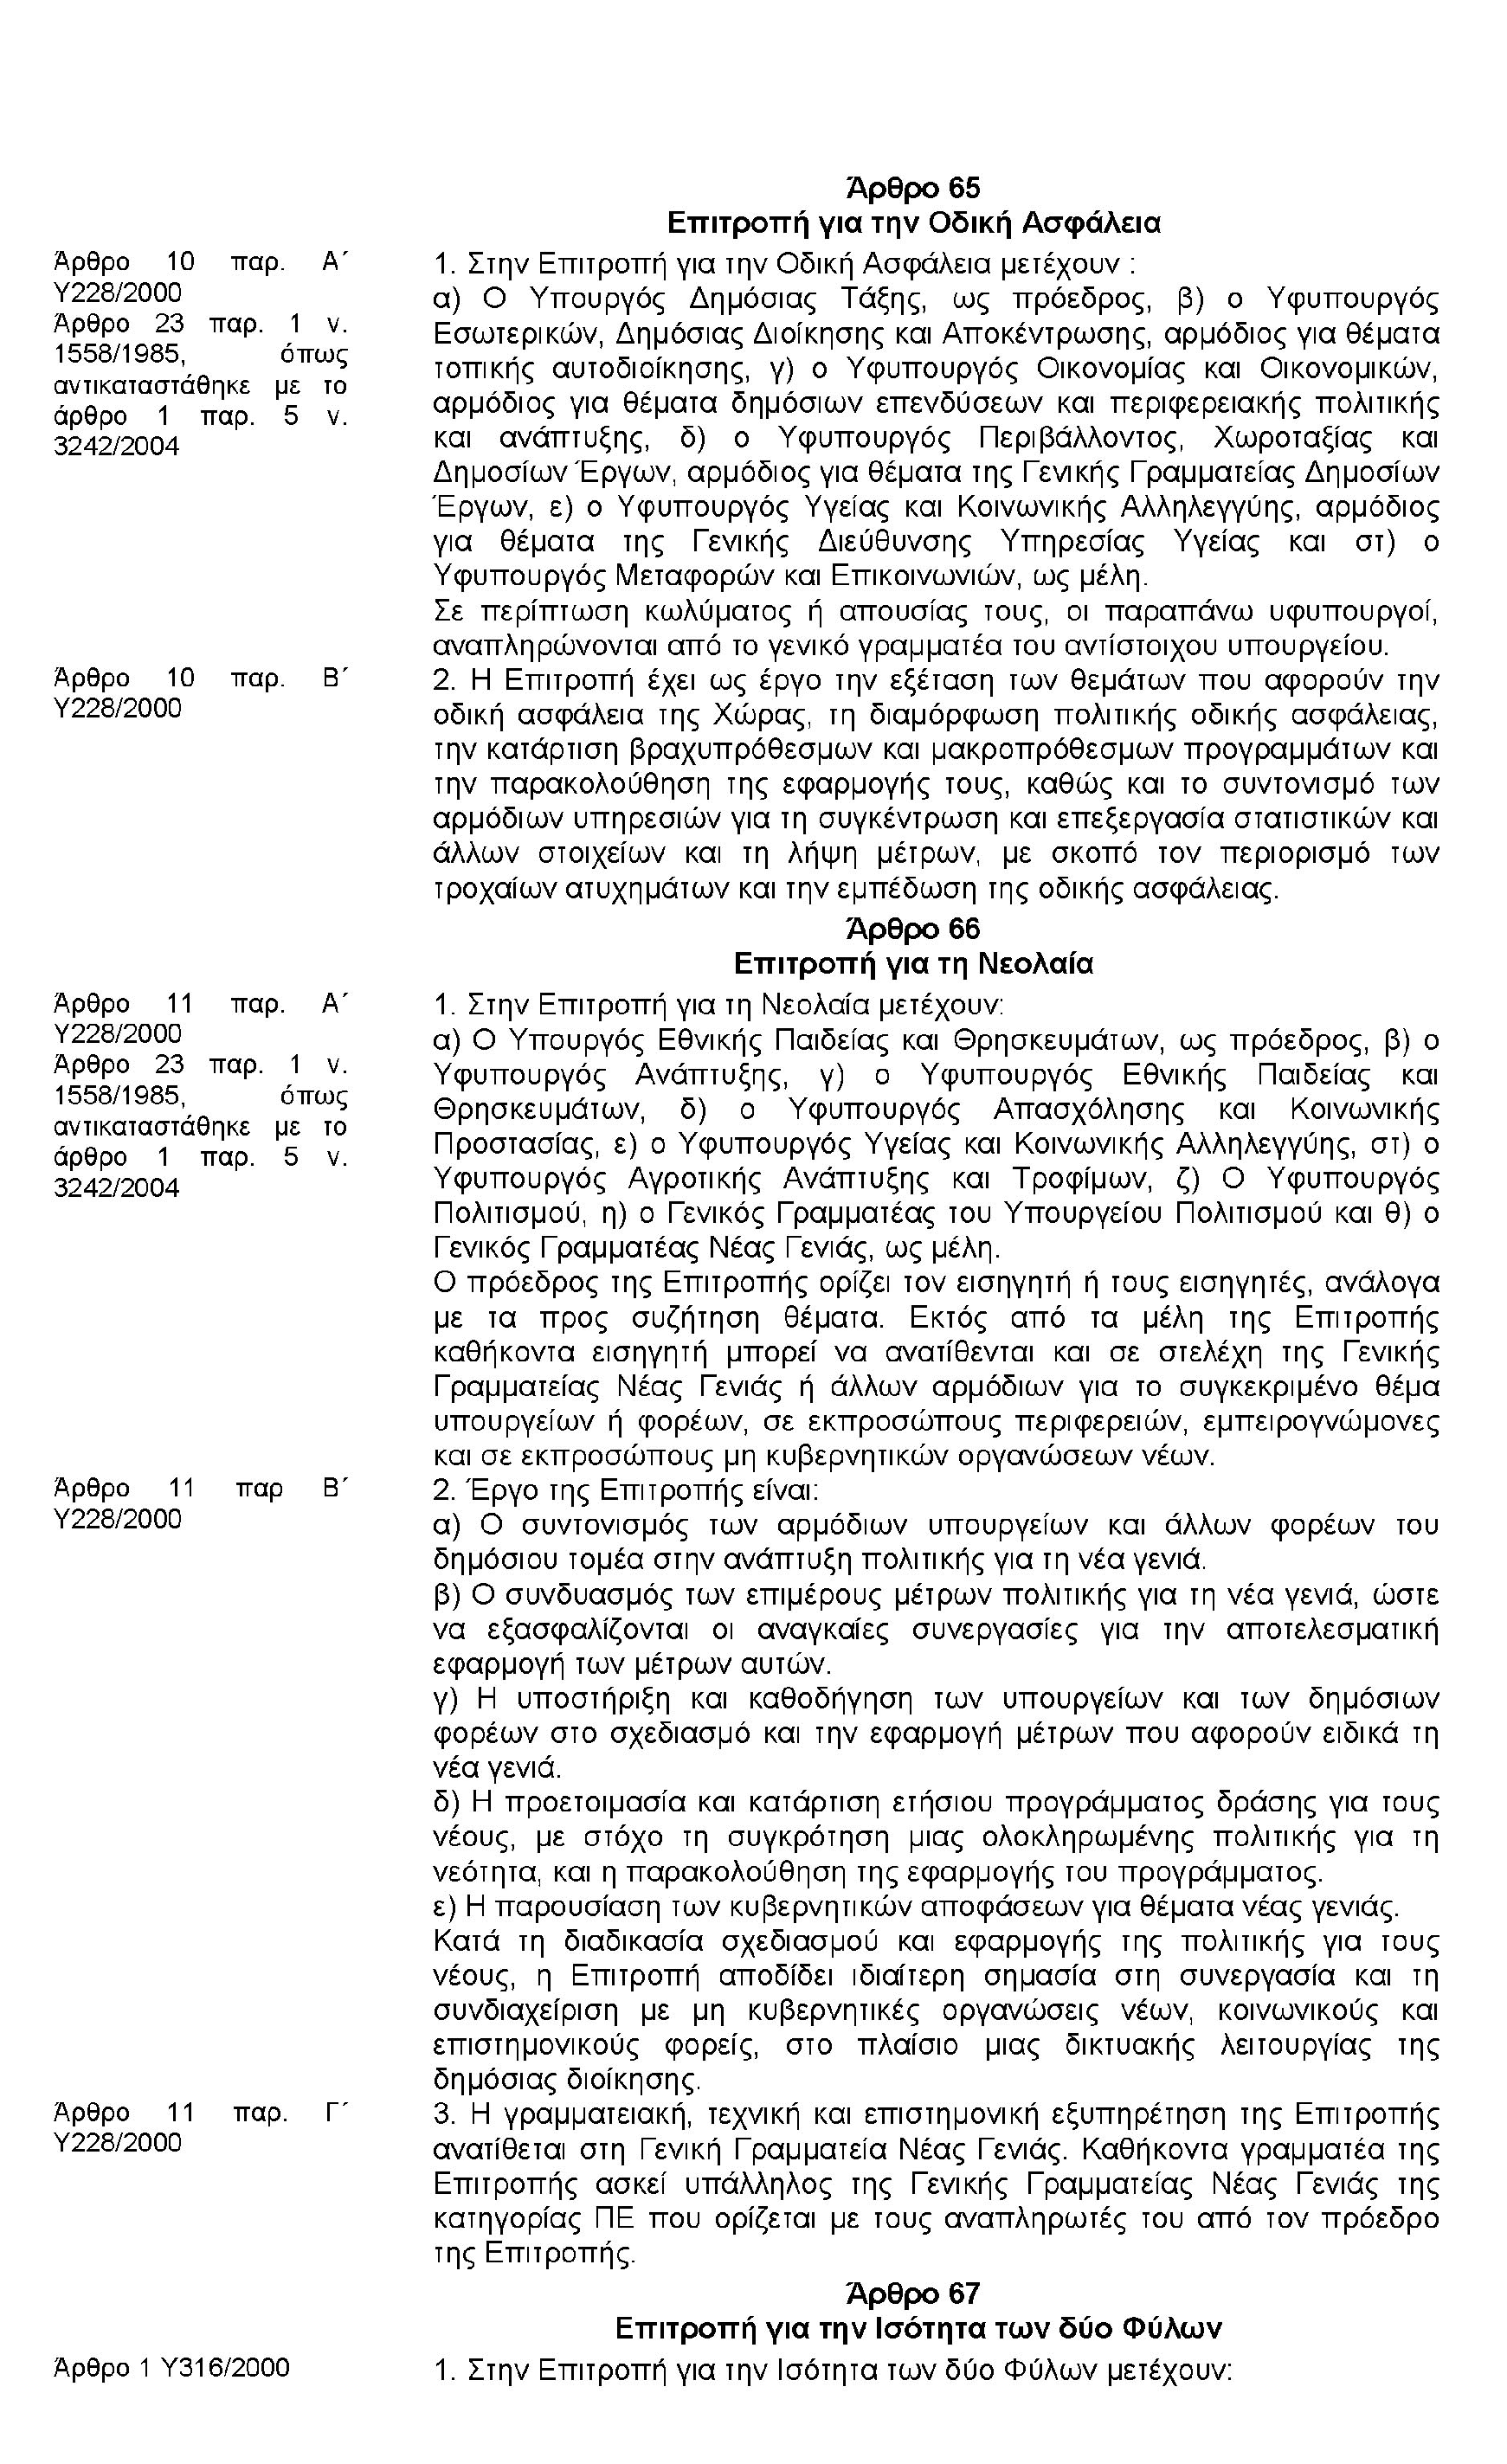 Άρθρο 65
Επιτροπή για την Οδική Ασφάλεια
Άρθρο 10 παρ. Α΄
Υ228/2000
Άρθρο 23 παρ. 1 ν.
1558/1985, όπως
αντικαταστάθηκε με το
άρθρο 1 παρ. 5 ν.
3242/2004
1. Στην Επιτροπή για την Οδική Ασφάλεια μετέχουν :
α) Ο Υπουργός Δημόσιας Τάξης, ως πρόεδρος, β) ο Υφυπουργός
Εσωτερικών, Δημόσιας Διοίκησης και Αποκέντρωσης, αρμόδιος για θέματα
τοπικής αυτοδιοίκησης, γ) ο Υφυπουργός Οικονομίας και Οικονομικών,
αρμόδιος για θέματα δημόσιων επενδύσεων και περιφερειακής πολιτικής
και ανάπτυξης, δ) ο Υφυπουργός Περιβάλλοντος, Χωροταξίας και
Δημοσίων Έργων, αρμόδιος για θέματα της Γενικής Γραμματείας Δημοσίων
Έργων, ε) ο Υφυπουργός Υγείας και Κοινωνικής Αλληλεγγύης, αρμόδιος
για θέματα της Γενικής Διεύθυνσης Υπηρεσίας Υγείας και στ) ο
Υφυπουργός Μεταφορών και Επικοινωνιών, ως μέλη.
Σε περίπτωση κωλύματος ή απουσίας τους, οι παραπάνω υφυπουργοί,
αναπληρώνονται από το γενικό γραμματέα του αντίστοιχου υπουργείου.
Άρθρο 10 παρ. Β΄
Υ228/2000
2. Η Επιτροπή έχει ως έργο την εξέταση των θεμάτων που αφορούν την
οδική ασφάλεια της Χώρας, τη διαμόρφωση πολιτικής οδικής ασφάλειας,
την κατάρτιση βραχυπρόθεσμων και μακροπρόθεσμων προγραμμάτων και
την παρακολούθηση της εφαρμογής τους, καθώς και το συντονισμό των
αρμόδιων υπηρεσιών για τη συγκέντρωση και επεξεργασία στατιστικών και
άλλων στοιχείων και τη λήψη μέτρων, με σκοπό τον περιορισμό των
τροχαίων ατυχημάτων και την εμπέδωση της οδικής ασφάλειας.
Άρθρο 66
Επιτροπή για τη Νεολαία
Άρθρο 11 παρ. Α΄
Υ228/2000
Άρθρο 23 παρ. 1 ν.
1558/1985, όπως
αντικαταστάθηκε με το
άρθρο 1 παρ. 5 ν.
3242/2004
1. Στην Επιτροπή για τη Νεολαία μετέχουν:
α) Ο Υπουργός Εθνικής Παιδείας και Θρησκευμάτων, ως πρόεδρος, β) ο
Υφυπουργός Ανάπτυξης, γ) ο Υφυπουργός Εθνικής Παιδείας και
Θρησκευμάτων, δ) ο Υφυπουργός Απασχόλησης και Κοινωνικής
Προστασίας, ε) ο Υφυπουργός Υγείας και Κοινωνικής Αλληλεγγύης, στ) ο
Υφυπουργός Αγροτικής Ανάπτυξης και Τροφίμων, ζ) Ο Υφυπουργός
Πολιτισμού, η) ο Γενικός Γραμματέας του Υπουργείου Πολιτισμού και θ) ο
Γενικός Γραμματέας Νέας Γενιάς, ως μέλη.
Ο πρόεδρος της Επιτροπής ορίζει τον εισηγητή ή τους εισηγητές, ανάλογα
με τα προς συζήτηση θέματα. Εκτός από τα μέλη της Επιτροπής
καθήκοντα εισηγητή μπορεί να ανατίθενται και σε στελέχη της Γενικής
Γραμματείας Νέας Γενιάς ή άλλων αρμόδιων για το συγκεκριμένο θέμα
υπουργείων ή φορέων, σε εκπροσώπους περιφερειών, εμπειρογνώμονες
και σε εκπροσώπους μη κυβερνητικών οργανώσεων νέων.
Άρθρο 11 παρ Β΄
Υ228/2000
2. Έργο της Επιτροπής είναι:
α) Ο συντονισμός των αρμόδιων υπουργείων και άλλων φορέων του
δημόσιου τομέα στην ανάπτυξη πολιτικής για τη νέα γενιά.
β) Ο συνδυασμός των επιμέρους μέτρων πολιτικής για τη νέα γενιά, ώστε
να εξασφαλίζονται οι αναγκαίες συνεργασίες για την αποτελεσματική
εφαρμογή των μέτρων αυτών.
γ) Η υποστήριξη και καθοδήγηση των υπουργείων και των δημόσιων
φορέων στο σχεδιασμό και την εφαρμογή μέτρων που αφορούν ειδικά τη
νέα γενιά.
δ) Η προετοιμασία και κατάρτιση ετήσιου προγράμματος δράσης για τους
νέους, με στόχο τη συγκρότηση μιας ολοκληρωμένης πολιτικής για τη
νεότητα, και η παρακολούθηση της εφαρμογής του προγράμματος.
ε) Η παρουσίαση των κυβερνητικών αποφάσεων για θέματα νέας γενιάς.
Κατά τη διαδικασία σχεδιασμού και εφαρμογής της πολιτικής για τους
νέους, η Επιτροπή αποδίδει ιδιαίτερη σημασία στη συνεργασία και τη
συνδιαχείριση με μη κυβερνητικές οργανώσεις νέων, κοινωνικούς και
επιστημονικούς φορείς, στο πλαίσιο μιας δικτυακής λειτουργίας της
δημόσιας διοίκησης.
Άρθρο 11 παρ. Γ΄
Υ228/2000
3. Η γραμματειακή, τεχνική και επιστημονική εξυπηρέτηση της Επιτροπής
ανατίθεται στη Γενική Γραμματεία Νέας Γενιάς. Καθήκοντα γραμματέα της
Επιτροπής ασκεί υπάλληλος της Γενικής Γραμματείας Νέας Γενιάς της
κατηγορίας ΠΕ που ορίζεται με τους αναπληρωτές του από τον πρόεδρο
της Επιτροπής.
Άρθρο 67
Επιτροπή για την Ισότητα των δύο Φύλων
Άρθρο 1 Υ316/2000
1. Στην Επιτροπή για την Ισότητα των δύο Φύλων μετέχουν: